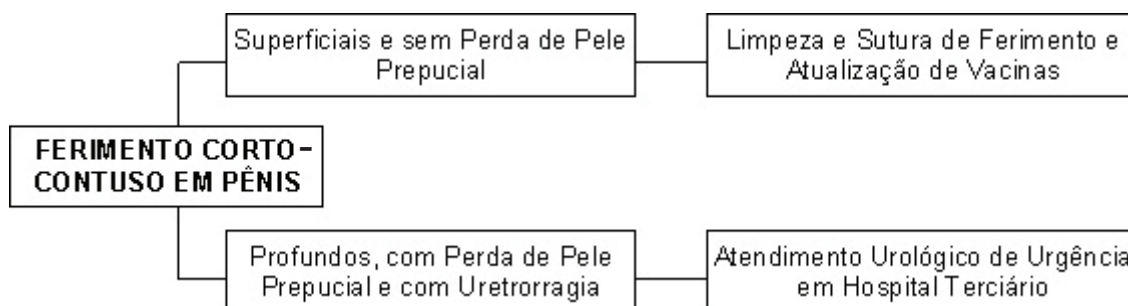 Superficiais e sem Perda de Pele
Prepucial
Limpeza e Sutura de Ferimento e
Atualização de Vacinas
FERIMENTO CORTO-
CONTUSO EM PÊNIS
Profundos, com Perda de Pele
Prepucial e com Uretrorragia
Atendimento Urológico de Urgência
em Hospital Terciário